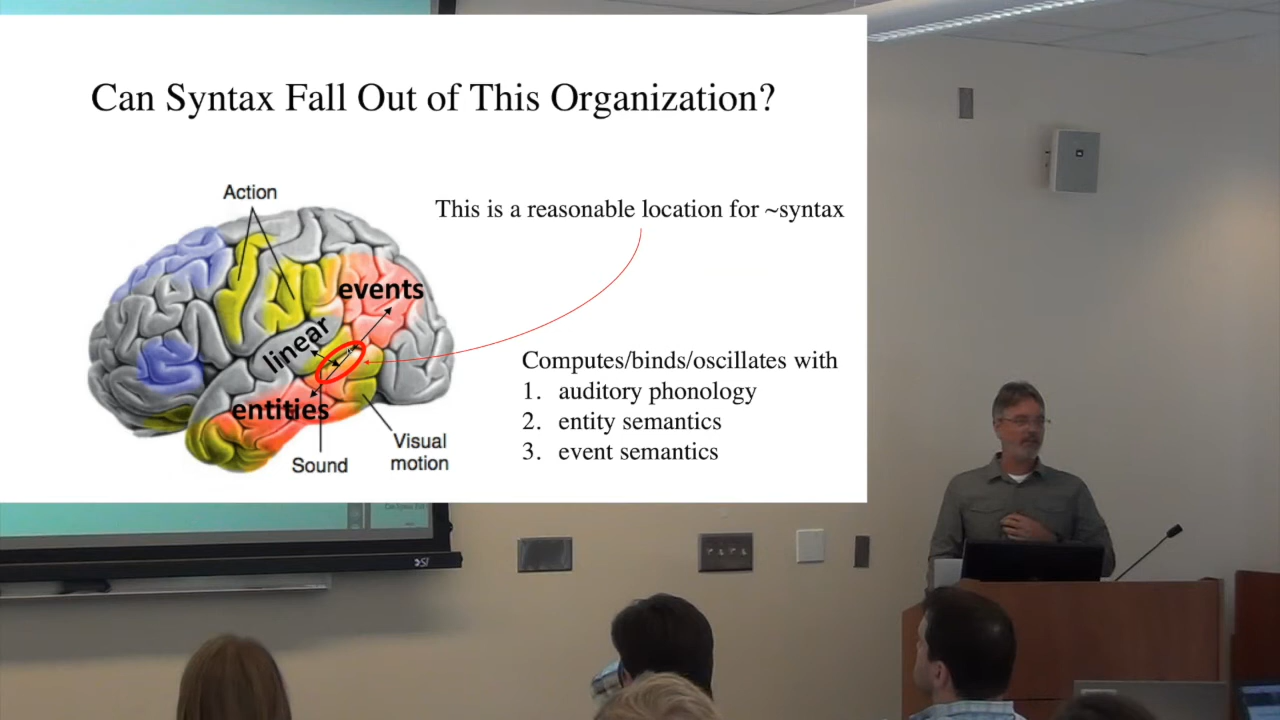 Can Syntax Fall Out of This Organization?
Action
This is a reasonable location for ~syntax
events
linear
entities
Sound
Visual
motion
Computes/binds/oscillates with
1. auditory phonology
2. entity semantics
3. event semantics